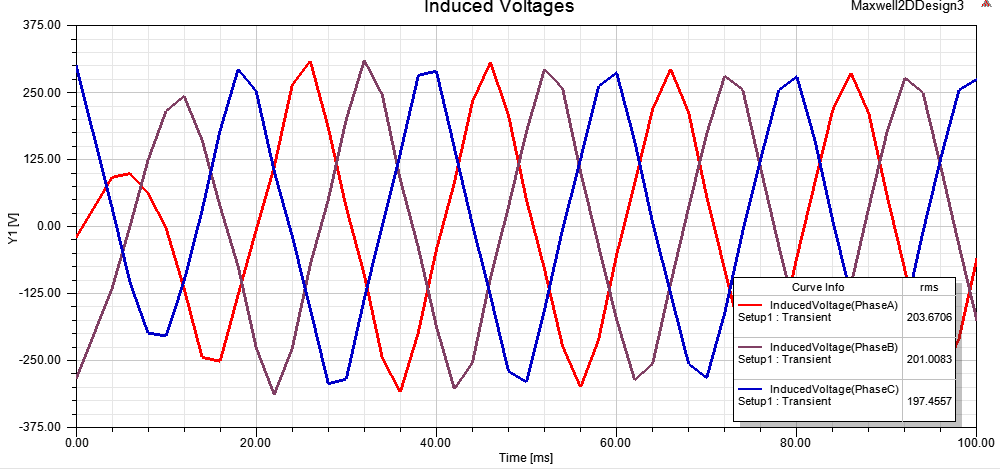 Induced Voltages
Maxwell2DDesign3
375.00
250.00
125.00
0.00
-125.00
-250.00
-375.00
Y1 [V]
0.00
20.00
40.00
60.00
80.00
100.00
Time [ms]
Curve Info
rms
InducedVoltage(PhaseA)
Setup1 : Transient
203.6706
InducedVoltage(PhaseB)
Setup1 : Transient
201.0083
InducedVoltage(PhaseC)
Setup1 : Transient
197.4557